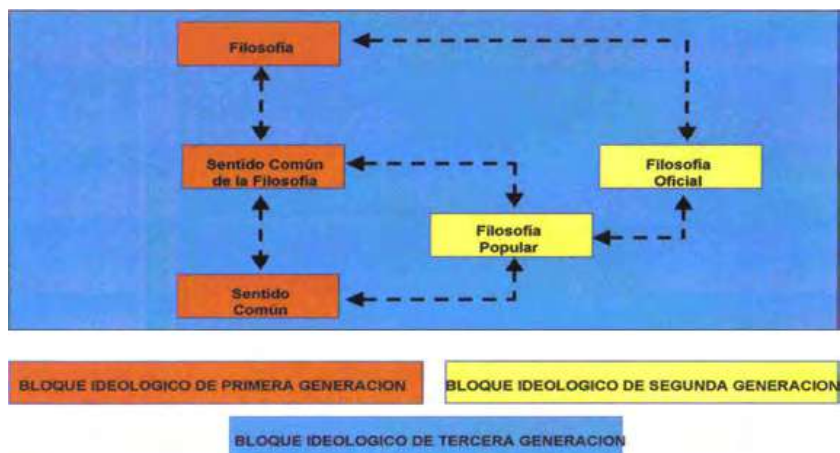 Filosofía
Sentido Común
de la Filosofía
Filosofía
Oficial
Filosofía
Popular
Sentido
Común
BLOQUE IDEOLOGICO DE PRIMERA GENERACION
BLOQUE IDEOLOGICO DE SEGUNDA GENERACION
BLOQUE IDEOLOGICO DE TERCERA GENERACION